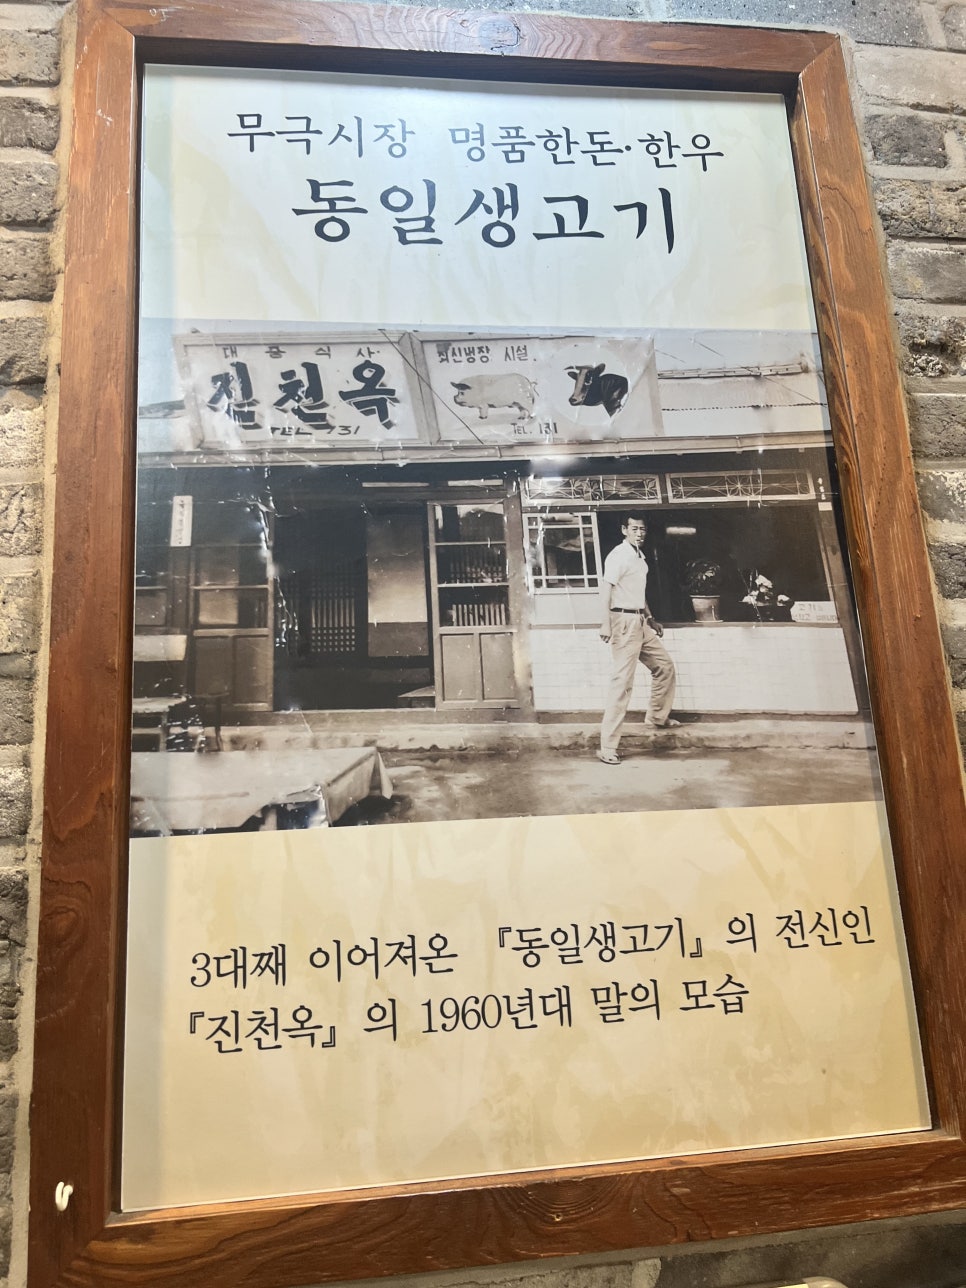 무극시장 명품한돈·한우
동일생고기
대중식사
진천옥
TEL. 131
최신냉장 시설.
TEL. 131
3대째 이어져온 『동일생고기』의 전신인
『진천옥』의 1960년대 말의 모습